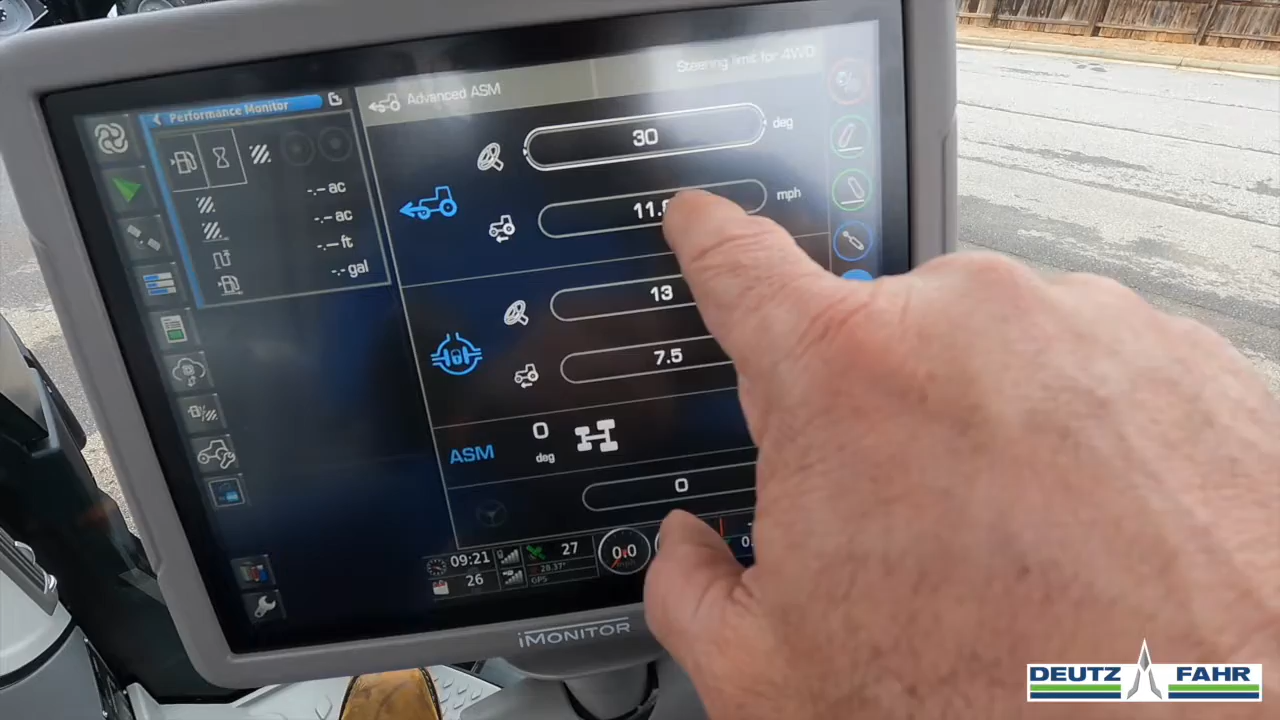 Performance Monitor
Advanced ASM
Steering limit for 4WD
30 deg
-.-- ac
mph
-.-- ac
--.-- ft
13
-.-- gal
7.5
ASM
0
deg
0
09:21
27
0.0
26
GPS
iMONITOR
DEUTZ FAHR